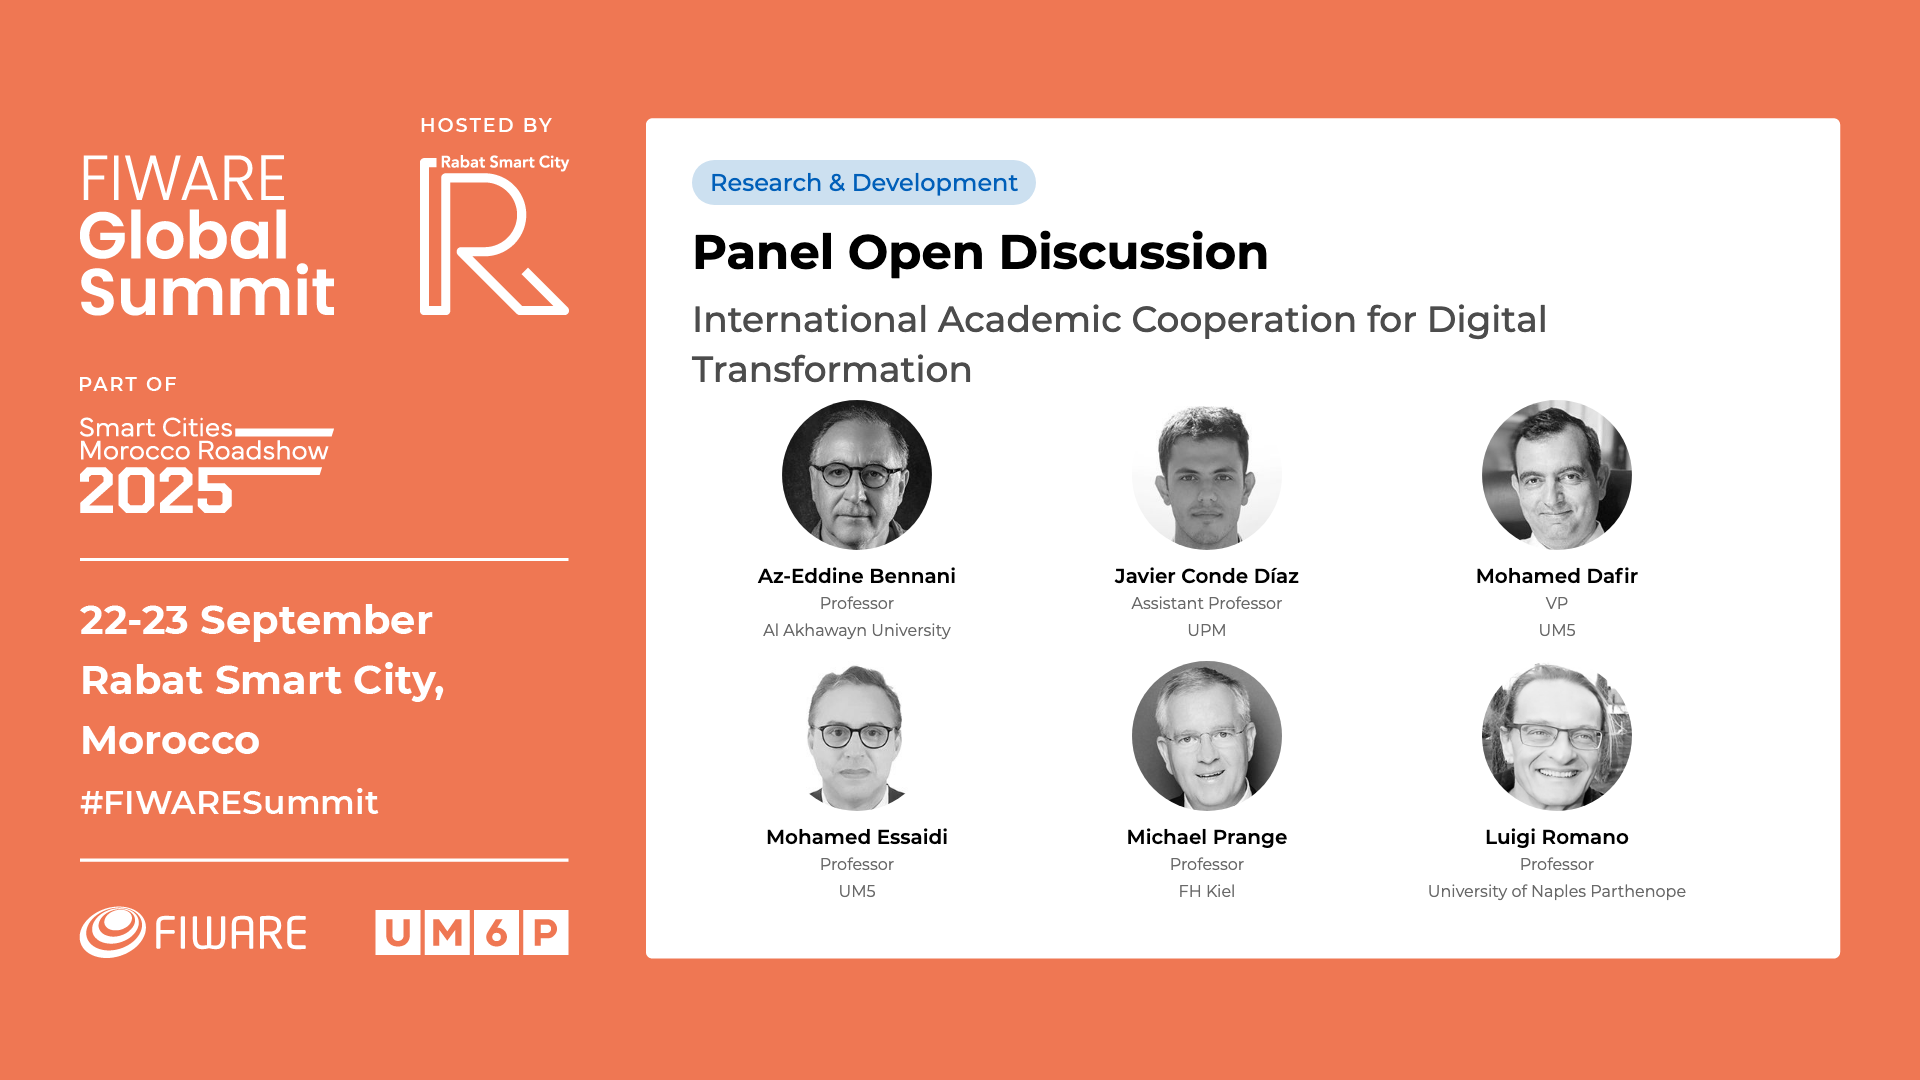 FIWARE
Global
Summit
HOSTED BY
Rabat Smart City
R
PART OF
Smart Cities
Morocco Roadshow
2025
22-23 September
Rabat Smart City,
Morocco
#FIWARESummit
FIWARE
UM6P
Research & Development
Panel Open Discussion
International Academic Cooperation for Digital
Transformation
Az-Eddine Bennani
Professor
Al Akhawayn University
Javier Conde Díaz
Assistant Professor
UPM
Mohamed Dafir
VP
UM5
Mohamed Essaidi
Professor
UM5
Michael Prange
Professor
FH Kiel
Luigi Romano
Professor
University of Naples Parthenope